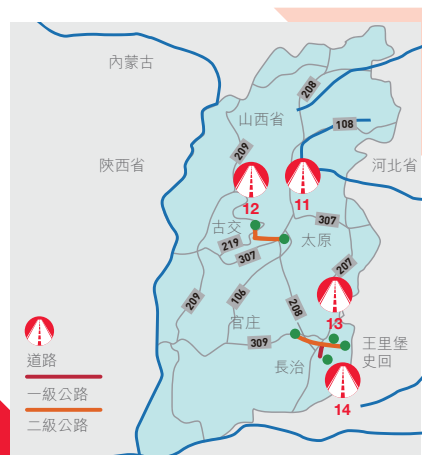 內蒙古
208
山西省
108
陝西省
209
河北省
12
11
古交
307
219
太原
307
207
209
106
208
13
官庄
309
王里堡
史回
長治
14
道路
一級公路
二級公路